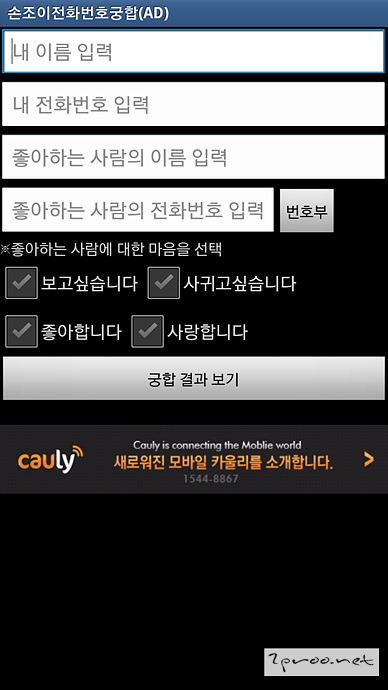 손조이전화번호궁합(AD)
내 이름 입력
내 전화번호 입력
좋아하는 사람의 이름 입력
좋아하는 사람의 전화번호 입력 번호부
※좋아하는 사람에 대한 마음을 선택
보고싶습니다 사귀고싶습니다
좋아합니다 사랑합니다
궁합 결과 보기
Cauly is connecting the Moblie world
cauly 새로워진 모바일 카울리를 소개합니다. >
1544-8867
2proo.net